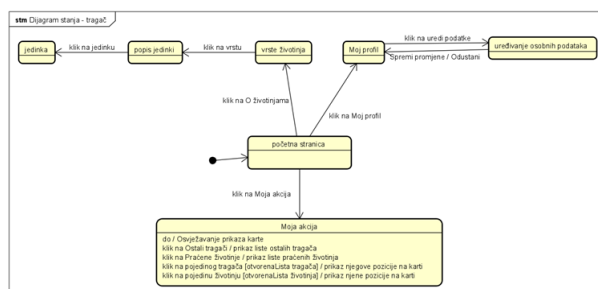 stm Dijagram stanja - tragač
jedinka
klik na jedinku
popis jedinki
klik na vrstu
vrste životinja
Moj profil
klik na uredi podatke
Spremi promjene / Odustani
uređivanje osobnih podataka
klik na O životinjama
klik na Moj profil
početna stranica
klik na Moja akcija
Moja akcija
do / Osvježavanje prikaza karte
klik na Ostali tragači / prikaz liste ostalih tragača
klik na Praćene životinje / prikaz liste praćenih životinja
klik na pojedinog tragača [otvorenaLista tragača] / prikaz njegove pozicije na karti
klik na pojedinu životinju [otvorenaLista životinja] / prikaz njene pozicije na karti